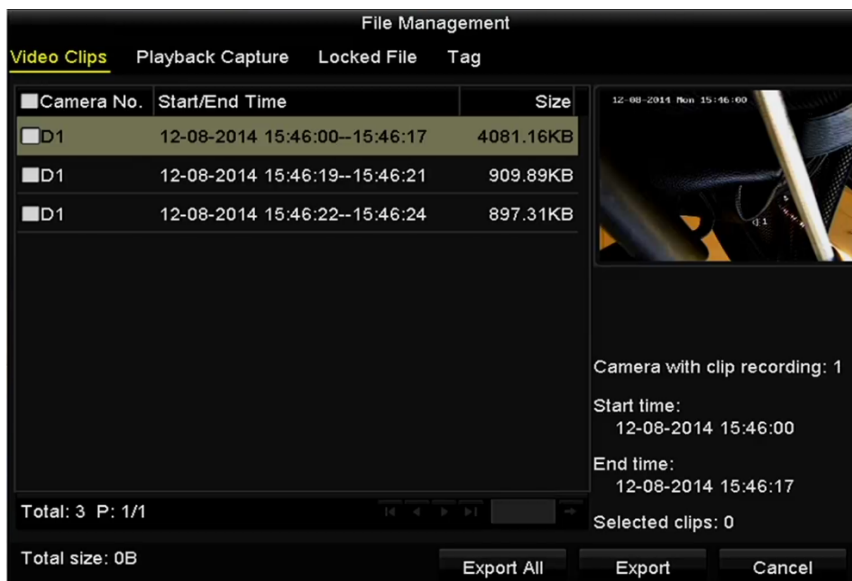 File Management
Video Clips Playback Capture Locked File Tag
Camera No. Start/End Time Size
D1 12-08-2014 15:46:00--15:46:17 4081.16KB
D1 12-08-2014 15:46:19--15:46:21 909.89KB
D1 12-08-2014 15:46:22--15:46:24 897.31KB
12-08-2014 Mon 15:46:00
Camera with clip recording: 1
Start time:
12-08-2014 15:46:00
End time:
12-08-2014 15:46:17
Selected clips: 0
Total: 3 P: 1/1
Total size: 0B
Export All Export Cancel